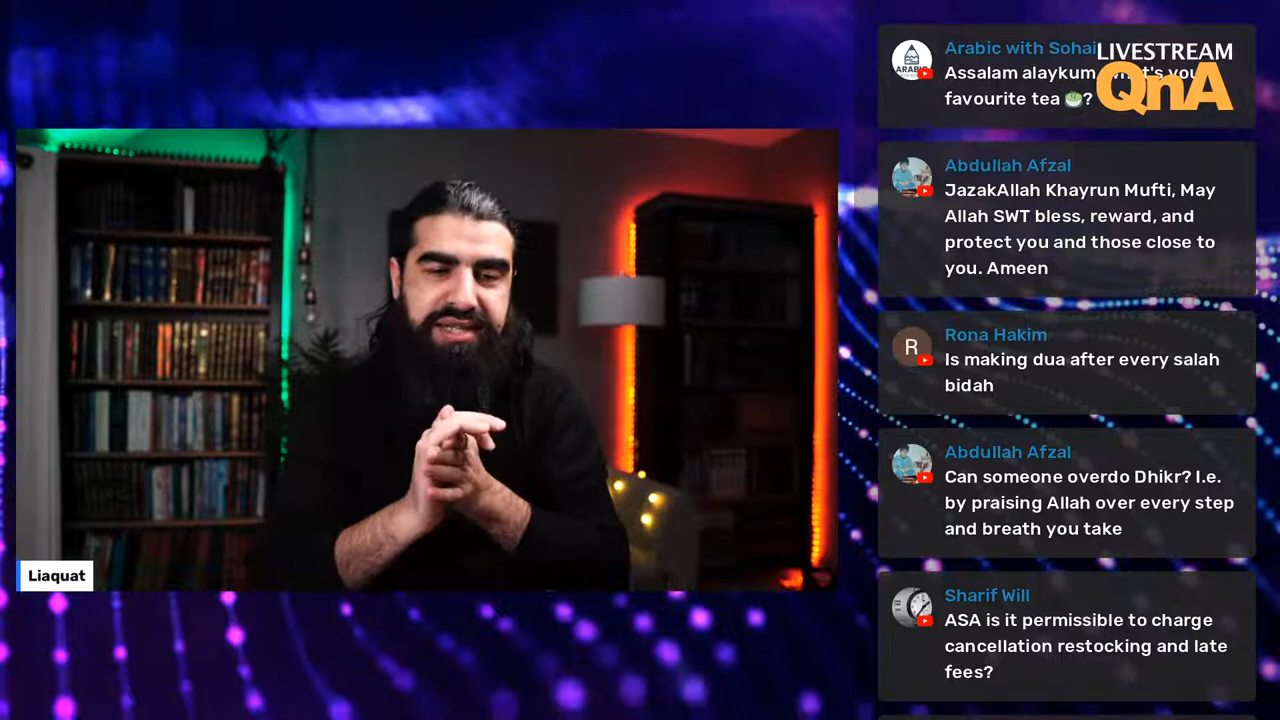 Arabic with Sohai
LIVESTREAM
QnA
ARABIC
Assalam alaykum
favourite tea 🍵?
Abdullah Afzal
JazakAllah Khayrun Mufti, May
Allah SWT bless, reward, and
protect you and those close to
you. Ameen
Rona Hakim
R
Is making dua after every salah
bidah
Abdullah Afzal
Can someone overdo Dhikr? I.e.
by praising Allah over every step
and breath you take
Sharif Will
ASA is it permissible to charge
cancellation restocking and late
fees?
Liaquat